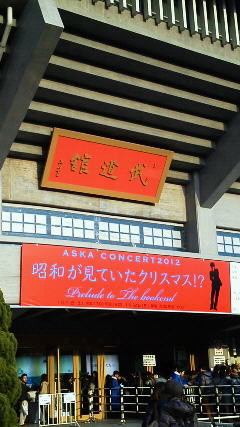 武道館
ASKA CONCERT2012
昭和が見ていたクリスマス!?
Prelude to The Bookend